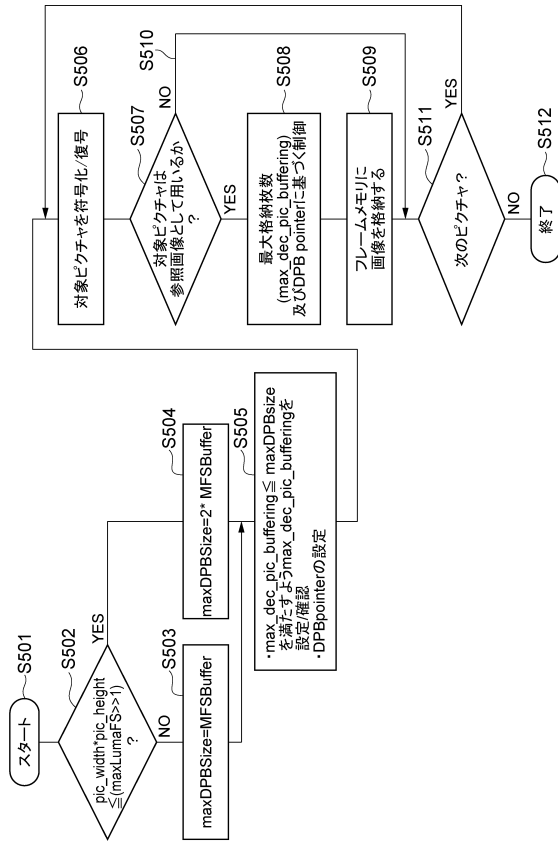 スタート
S501
pic_width*pic_height
≦(maxLumaFS>>1)
?
S502
YES
NO
maxDPBSize=MFSBuffer
S503
maxDPBSize=2* MFSBuffer
S504
・max_dec_pic_buffering≦ maxDPBsize
を満たすようmax_dec_pic_bufferingを
設定/確認
・DPBpointerの設定
S505
対象ピクチャを符号化/復号
S506
対象ピクチャは
参照画像として用いるか
?
S507
NO
S510
YES
最大格納枚数
(max_dec_pic_buffering)
及びDPB pointerに基づく制御
S508
フレームメモリに
画像を格納する
S509
次のピクチャ?
S511
YES
NO
終了
S512